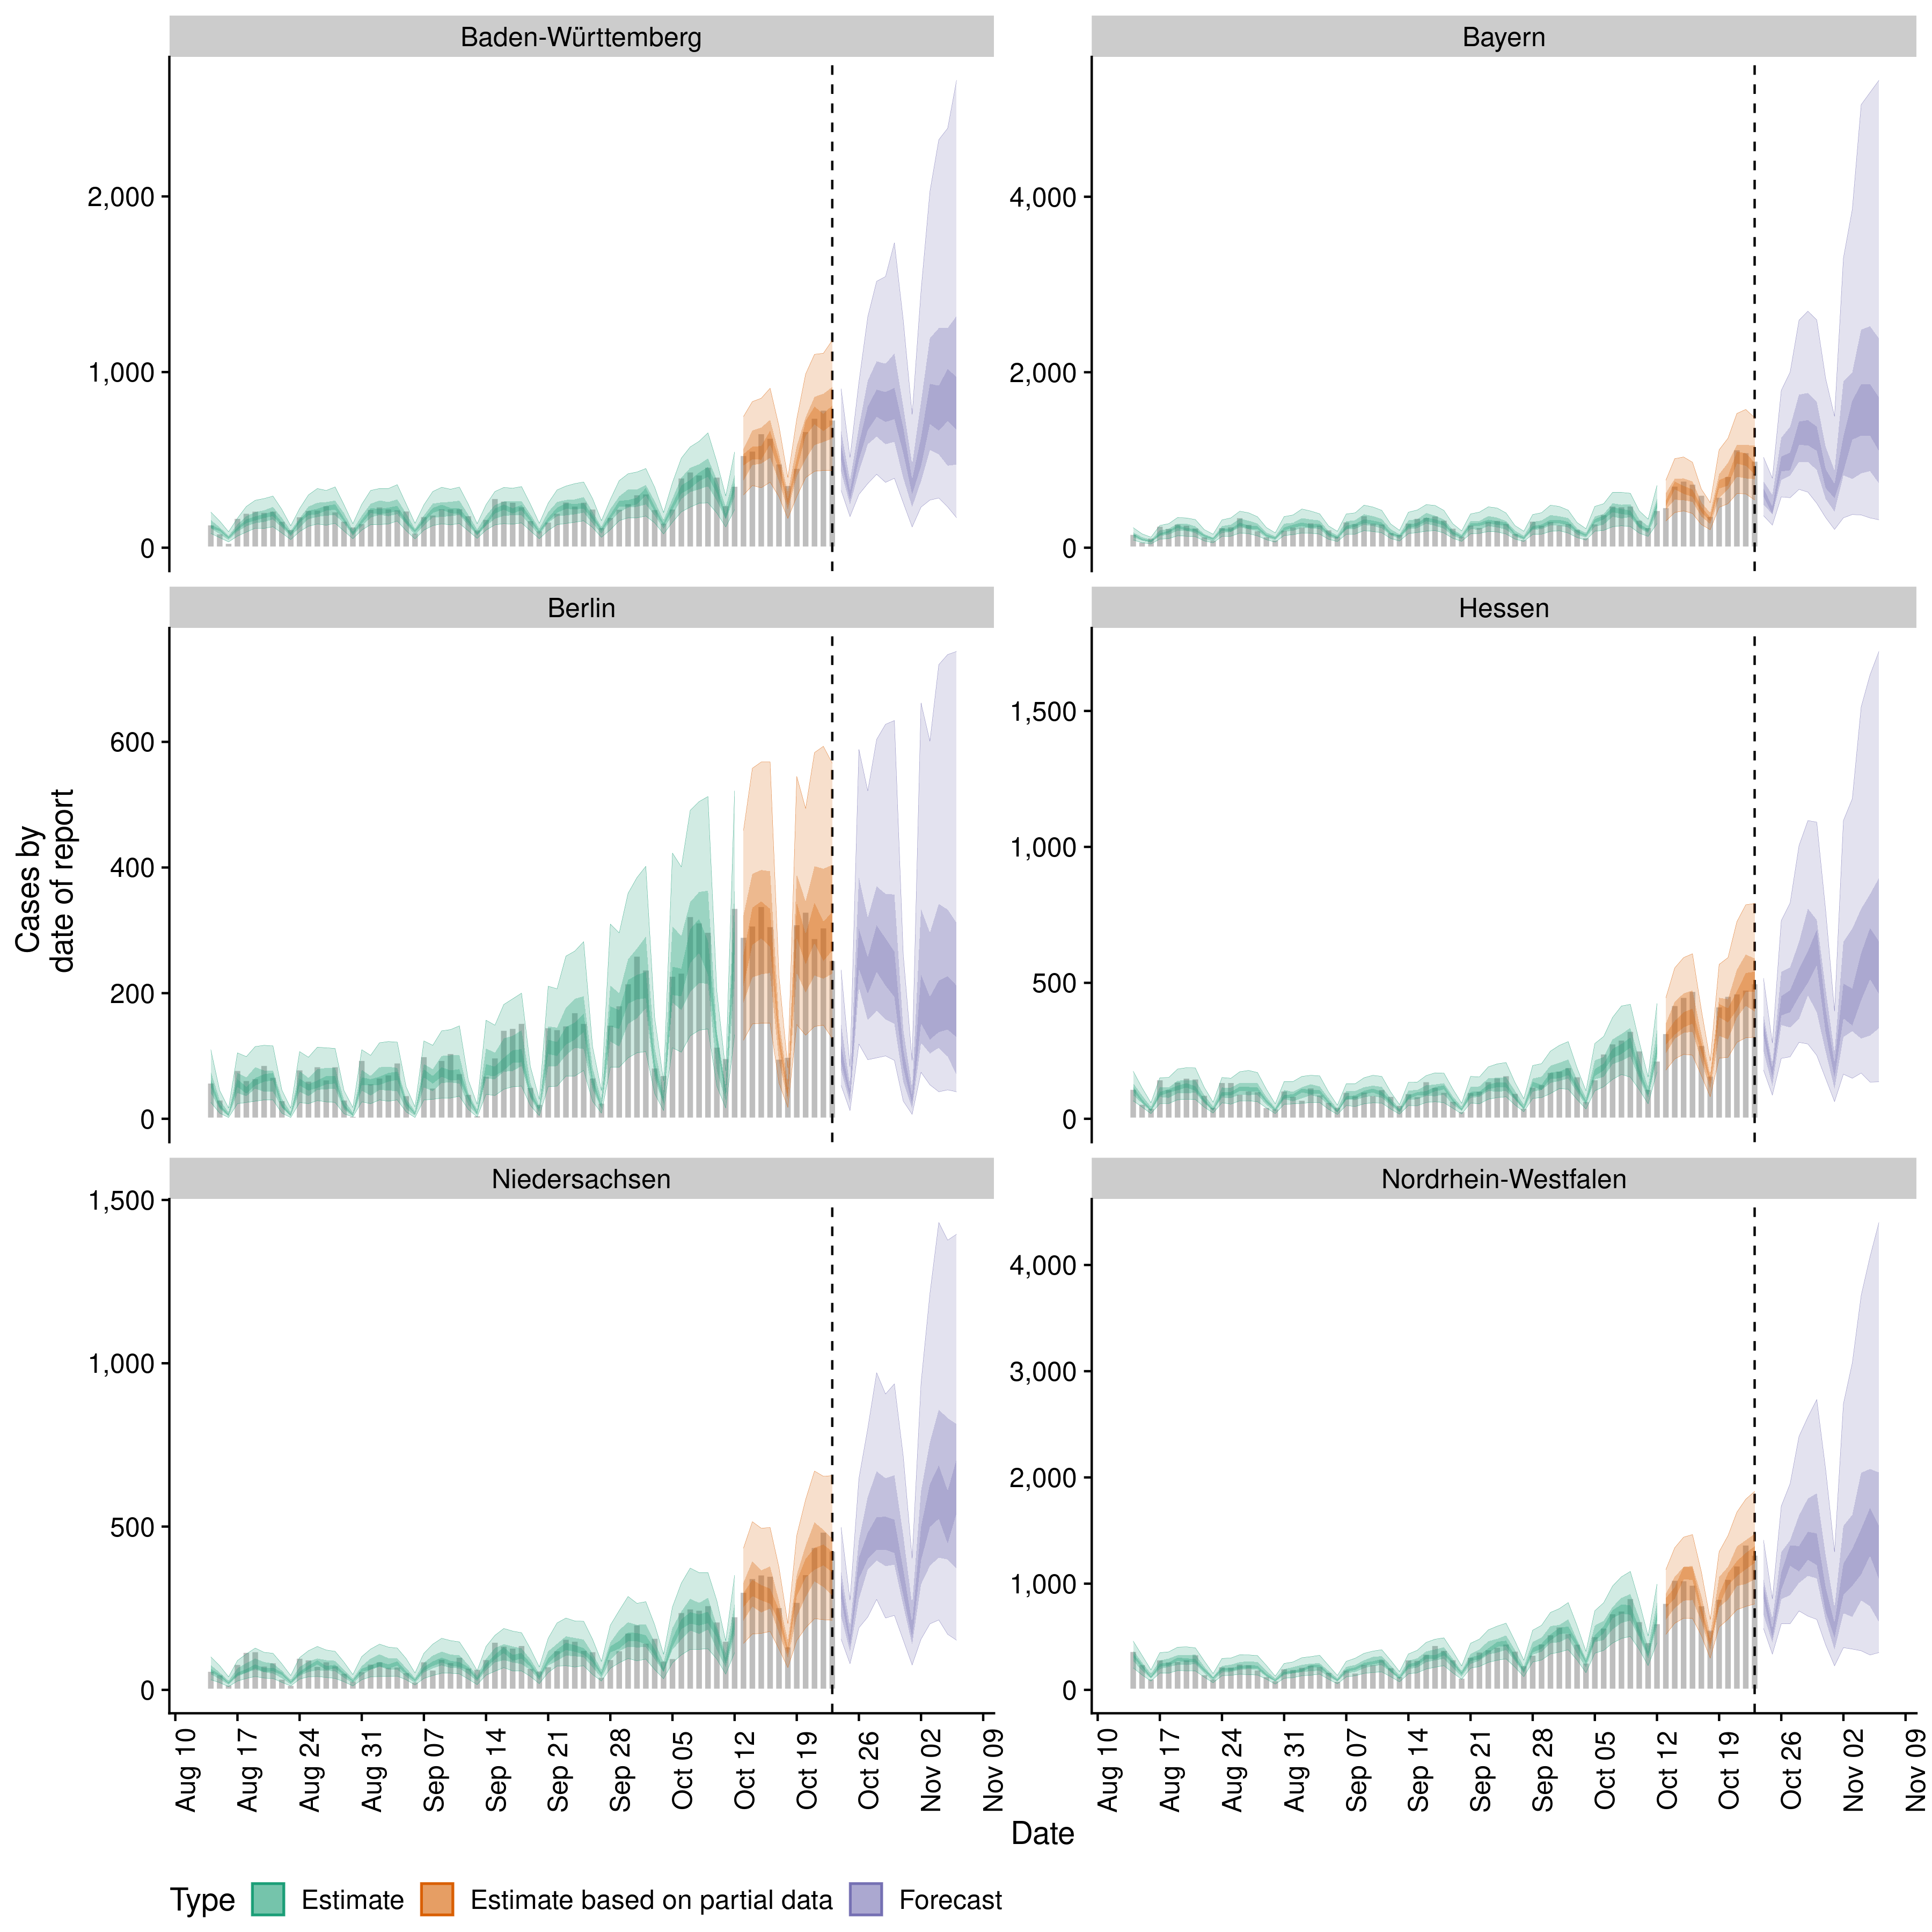 Baden-Württemberg
Bayern
2,000
1,000
0
4,000
2,000
0
Berlin
Hessen
600
400
200
0
1,500
1,000
500
0
Niedersachsen
Nordrhein-Westfalen
1,500
1,000
500
0
4,000
3,000
2,000
1,000
0
Cases by
date of report
Aug 10
Aug 17
Aug 24
Aug 31
Sep 07
Sep 14
Sep 21
Sep 28
Oct 05
Oct 12
Oct 19
Oct 26
Nov 02
Nov 09
Aug 10
Aug 17
Aug 24
Aug 31
Sep 07
Sep 14
Sep 21
Sep 28
Oct 05
Oct 12
Oct 19
Oct 26
Nov 02
Nov 09
Date
Type Estimate Estimate based on partial data Forecast